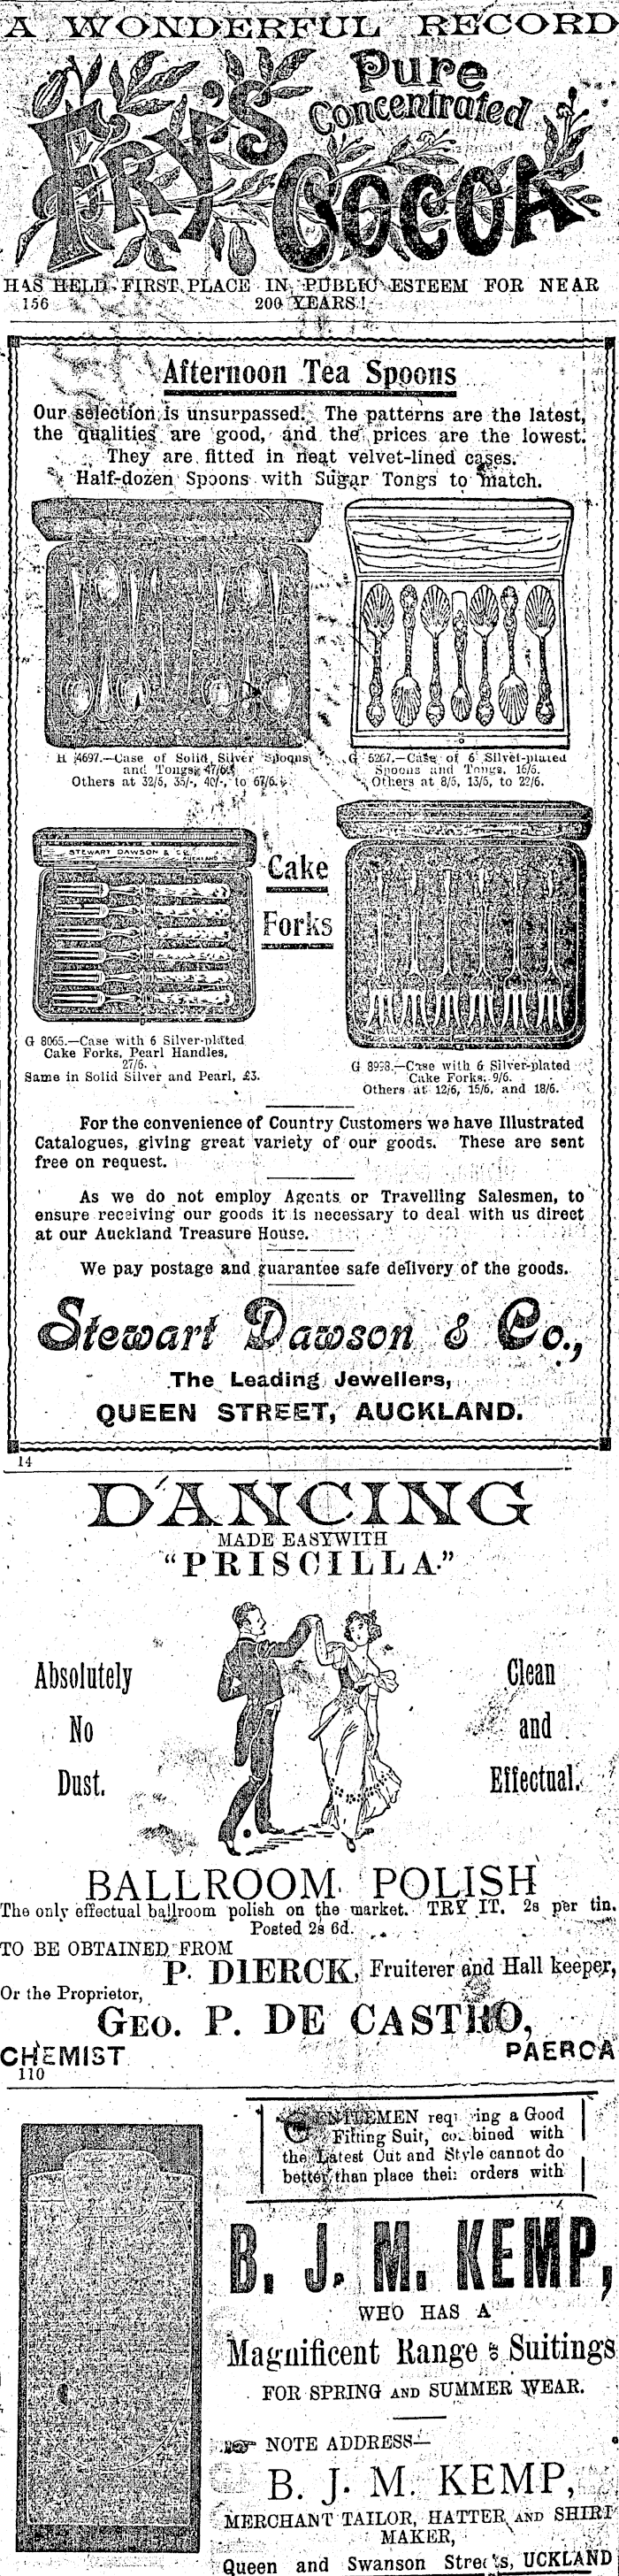 A WONDERFUL RECORD
FRY'S
Pure
Concentrated
COCOA
HAS HELD FIRST PLACE IN PUBLIC ESTEEM FOR NEAR
156
200 YEARS!
Afternoon Tea Spoons
Our selection is unsurpassed. The patterns are the latest,
the qualities are good, and the prices are the lowest.
They are fitted in neat velvet-lined cases.
Half-dozen Spoons with Sugar Tongs to match.
H 4697.—Case of Solid Silver Spoons
and Tongs, 47/6.
Others at 32/6, 35/-, 40/-, to 67/6.
G 5267.—Case of 6 Silver-plated
Spoons and Tongs, 16/6.
Others at 8/6, 13/6, to 22/6.
STEWART DAWSON & Co.
AUCKLAND
Cake
Forks
G 8065.—Case with 6 Silver-plated
Cake Forks, Pearl Handles,
27/6.
Same in Solid Silver and Pearl, £3.
G 8998.—Case with 6 Silver-plated
Cake Forks, 9/6.
Others at 12/6, 15/6, and 18/6.
For the convenience of Country Customers we have Illustrated
Catalogues, giving great variety of our goods. These are sent
free on request.
As we do not employ Agents or Travelling Salesmen, to
ensure receiving our goods it is necessary to deal with us direct
at our Auckland Treasure House.
We pay postage and guarantee safe delivery of the goods.
Stewart Dawson & Co.,
The Leading Jewellers,
QUEEN STREET, AUCKLAND.
14
DANCING
MADE EASYWITH
"PRISCILLA."
Absolutely
No
Dust.
Clean
and
Effectual.
BALLROOM POLISH
The only effectual ballroom polish on the market. TRY IT. 2s per tin.
Posted 2s 6d.
TO BE OBTAINED FROM
P. DIERCK, Fruiterer and Hall keeper,
Or the Proprietor,
GEO. P. DE CASTRO,
CHEMIST PAEROA
110
GENTLEMEN requiring a Good
Fitting Suit, combined with
the Latest Cut and Style cannot do
better than place their orders with
B. J. M. KEMP,
WHO HAS A
Magnificent Range of Suitings
FOR SPRING AND SUMMER WEAR.
NOTE ADDRESS—
B. J. M. KEMP,
MERCHANT TAILOR, HATTER AND SHIRT
MAKER,
Queen and Swanson Streets, UCKLAND